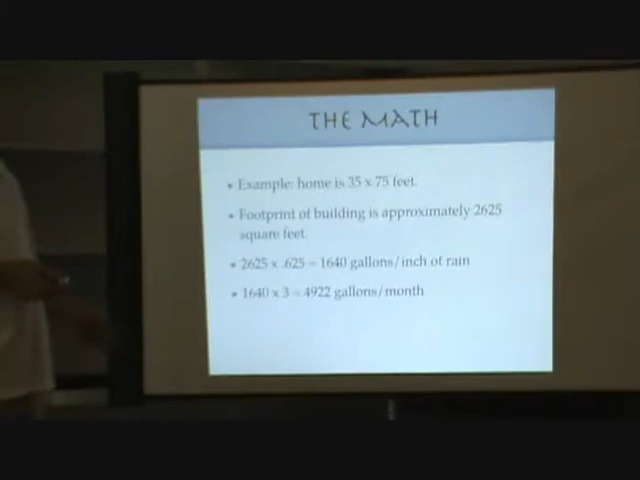 THE MATH
• Example: home is 35 x 75 feet.
• Footprint of building is approximately 2625
square feet.
• 2625 x .625 = 1640 gallons/inch of rain
• 1640 x 3 = 4922 gallons/month